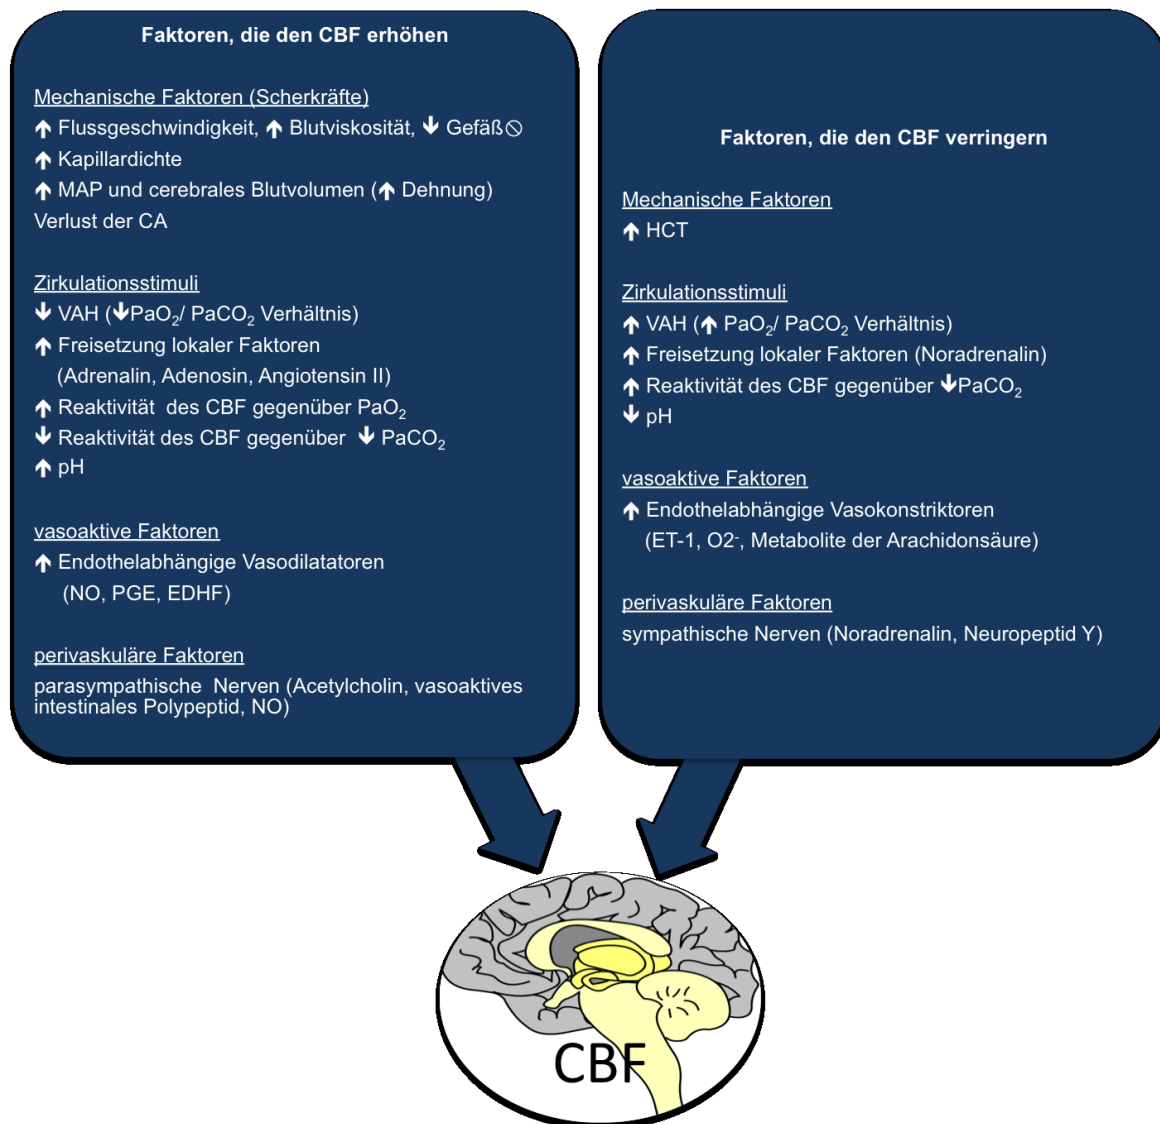 Faktoren, die den CBF erhöhen
Mechanische Faktoren (Scherkräfte)
↑ Flussgeschwindigkeit, ↑ Blutviskosität, ↓ Gefäß⦸
↑ Kapillardichte
↑ MAP und cerebrales Blutvolumen (↑ Dehnung)
Verlust der CA
Zirkulationsstimuli
↓ VAH (↓PaO₂/ PaCO₂ Verhältnis)
↑ Freisetzung lokaler Faktoren
(Adrenalin, Adenosin, Angiotensin II)
↑ Reaktivität des CBF gegenüber PaO₂
↓ Reaktivität des CBF gegenüber ↓ PaCO₂
↑ pH
vasoaktive Faktoren
↑ Endothelabhängige Vasodilatatoren
(NO, PGE, EDHF)
perivaskuläre Faktoren
parasympathische Nerven (Acetylcholin, vasoaktives
intestinales Polypeptid, NO)
Faktoren, die den CBF verringern
Mechanische Faktoren
↑ HCT
Zirkulationsstimuli
↑ VAH (↑ PaO₂/ PaCO₂ Verhältnis)
↑ Freisetzung lokaler Faktoren (Noradrenalin)
↑ Reaktivität des CBF gegenüber ↓PaCO₂
↓ pH
vasoaktive Faktoren
↑ Endothelabhängige Vasokonstriktoren
(ET-1, O2⁻, Metabolite der Arachidonsäure)
perivaskuläre Faktoren
sympathische Nerven (Noradrenalin, Neuropeptid Y)
CBF